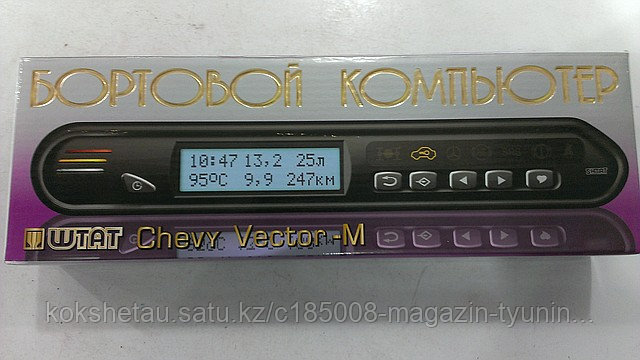 БОРТОВОЙ КОМПЬЮТЕР
10:47 13,2 25л
95°C 9,9 247км
ШТАТ
ШТАТ Chevy Vector-M
kokshetau.satu.kz/c185008-magazin-tyunin...